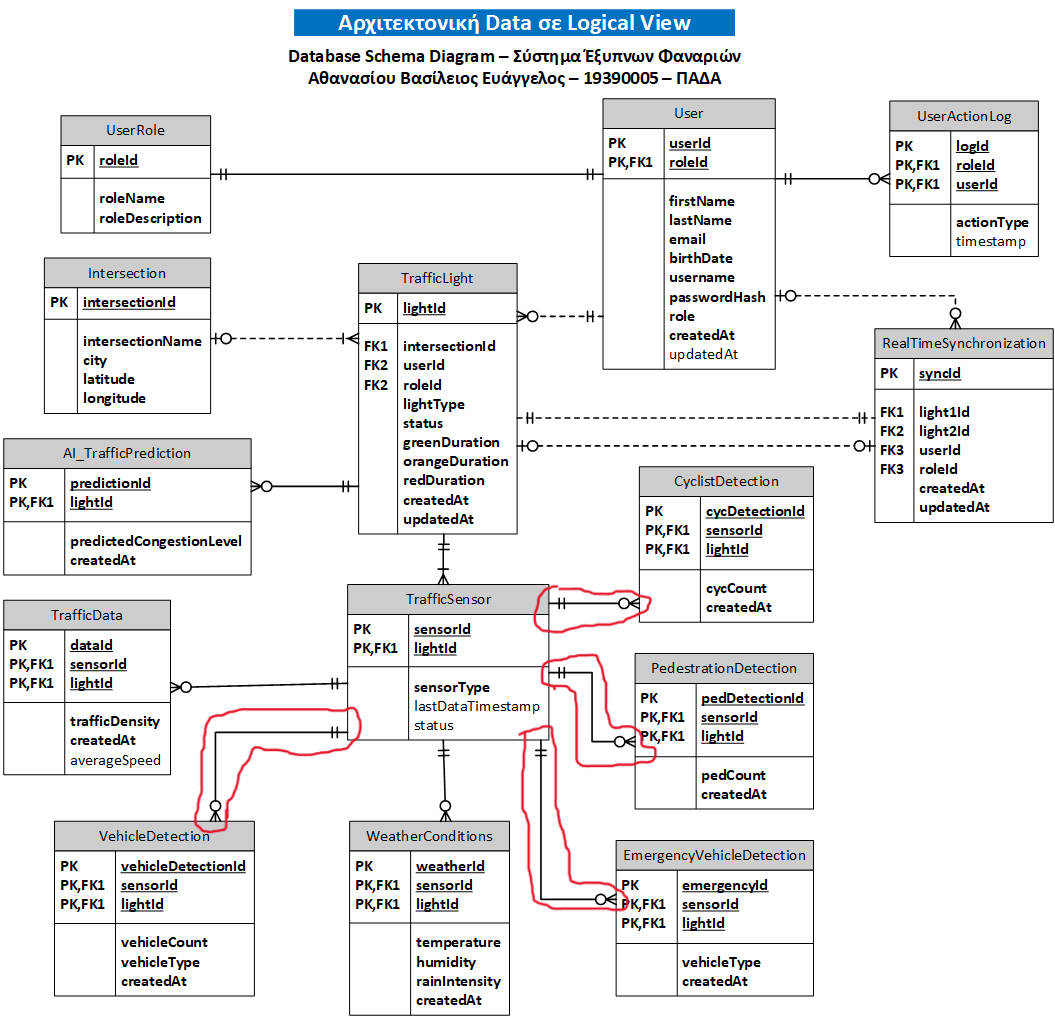 Αρχιτεκτονική Data σε Logical View
Database Schema Diagram – Σύστημα Έξυπνων Φαναριών
Αθανασίου Βασίλειος Ευάγγελος – 19390005 – ΠΑΔΑ
UserRole
PK roleId
roleName
roleDescription
User
PK userId
PK,FK1 roleId
firstName
lastName
email
birthDate
username
passwordHash
role
createdAt
updatedAt
UserActionLog
PK logId
PK,FK1 roleId
PK,FK1 userId
actionType
timestamp
Intersection
PK intersectionId
intersectionName
city
latitude
longitude
TrafficLight
PK lightId
FK1 intersectionId
FK2 userId
FK2 roleId
lightType
status
greenDuration
orangeDuration
redDuration
createdAt
updatedAt
RealTimeSynchronization
PK syncId
FK1 light1Id
FK2 light2Id
FK3 userId
FK3 roleId
createdAt
updatedAt
AI_TrafficPrediction
PK predictionId
PK,FK1 lightId
predictedCongestionLevel
createdAt
CyclistDetection
PK cycDetectionId
PK,FK1 sensorId
PK,FK1 lightId
cycCount
createdAt
TrafficData
PK dataId
PK,FK1 sensorId
PK,FK1 lightId
trafficDensity
createdAt
averageSpeed
TrafficSensor
PK sensorId
PK,FK1 lightId
sensorType
lastDataTimestamp
status
PedestrationDetection
PK pedDetectionId
PK,FK1 sensorId
PK,FK1 lightId
pedCount
createdAt
VehicleDetection
PK vehicleDetectionId
PK,FK1 sensorId
PK,FK1 lightId
vehicleCount
vehicleType
createdAt
WeatherConditions
PK weatherId
PK,FK1 sensorId
PK,FK1 lightId
temperature
humidity
rainIntensity
createdAt
EmergencyVehicleDetection
PK emergencyId
PK,FK1 sensorId
PK,FK1 lightId
vehicleType
createdAt